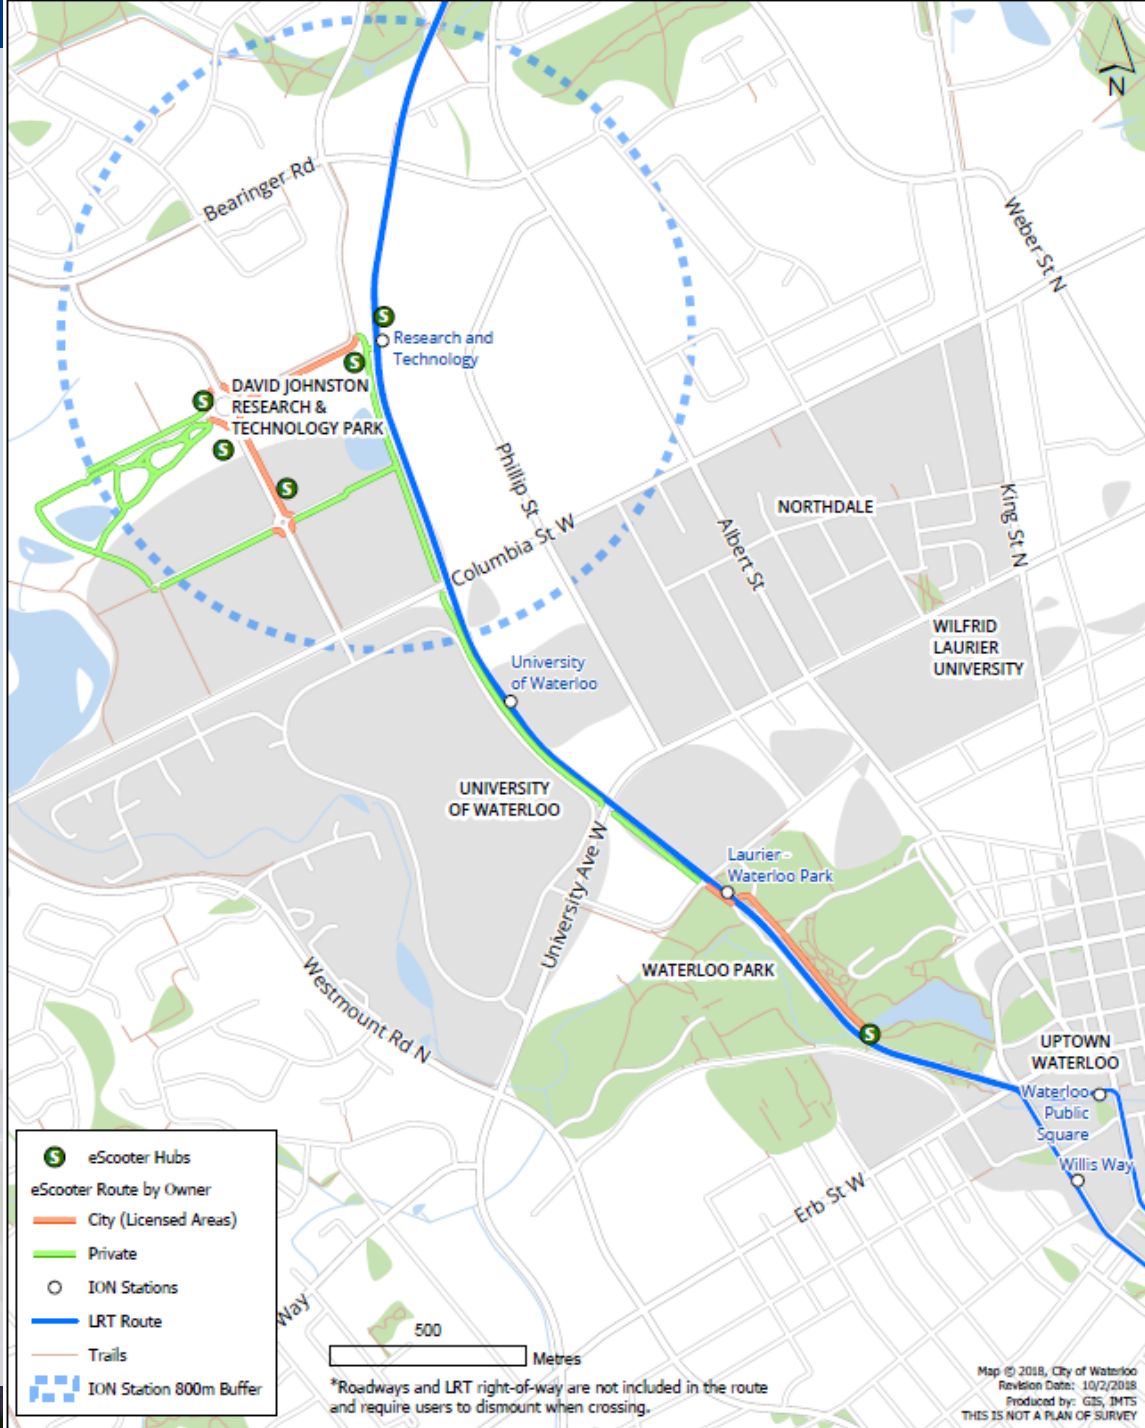 N
Bearinger Rd
Weber St N
S
Research and
Technology
S
DAVID JOHNSTON
RESEARCH &
TECHNOLOGY PARK
S
S
S
Phillip St
NORTHDALE
King St N
Columbia St W
Albert St
WILFRID
LAURIER
UNIVERSITY
University
of Waterloo
UNIVERSITY
OF WATERLOO
University Ave W
Laurier -
Waterloo Park
WATERLOO PARK
Westmount Rd N
S
UPTOWN
WATERLOO
Waterloo
Public
Square
Willis Way
Erb St W
Way
S eScooter Hubs
eScooter Route by Owner
City (Licensed Areas)
Private
ION Stations
LRT Route
Trails
ION Station 800m Buffer
500
Metres
*Roadways and LRT right-of-way are not included in the route
and require users to dismount when crossing.
Map © 2018, City of Waterloo
Revision Date: 10/2/2018
Produced by: GIS, IMTS
THIS IS NOT A PLAN OF SURVEY